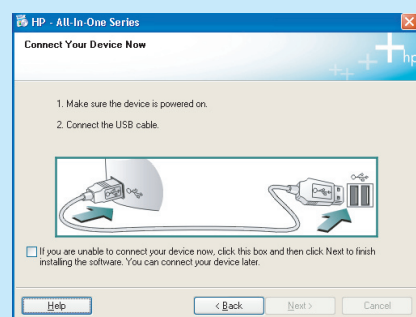 HP - All-In-One Series
Connect Your Device Now
hp
1. Make sure the device is powered on.
2. Connect the USB cable.
If you are unable to connect your device now, click this box and then click Next to finish
installing the software. You can connect your device later.
Help
< Back
Next >
Cancel